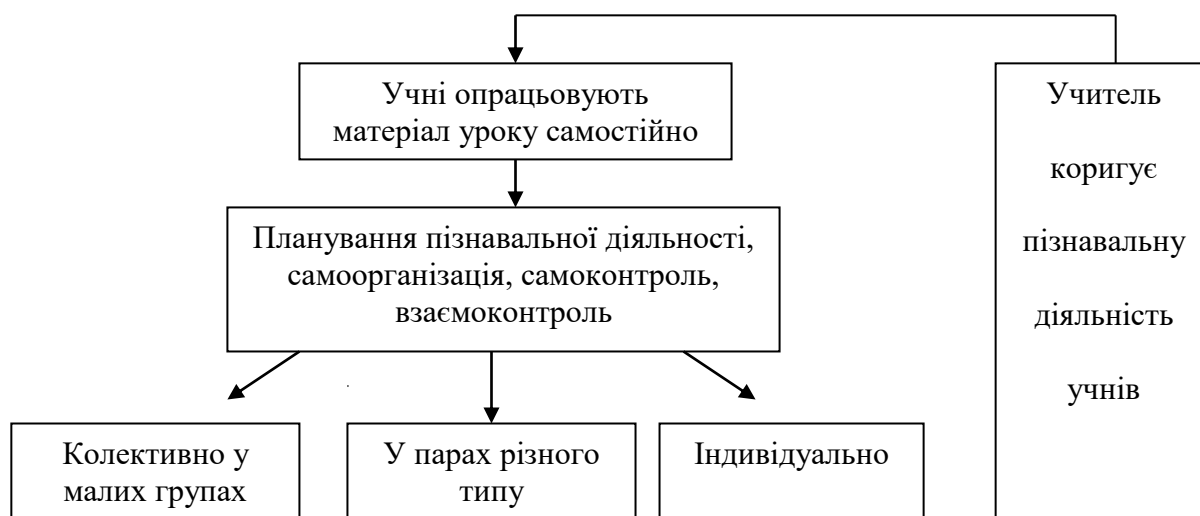 Учні опрацьовують
матеріал уроку самостійно
Планування пізнавальної діяльності,
самоорганізація, самоконтроль,
взаємоконтроль
Колективно у
малих групах
У парах різного
типу
Індивідуально
Учитель
коригує
пізнавальну
діяльність
учнів